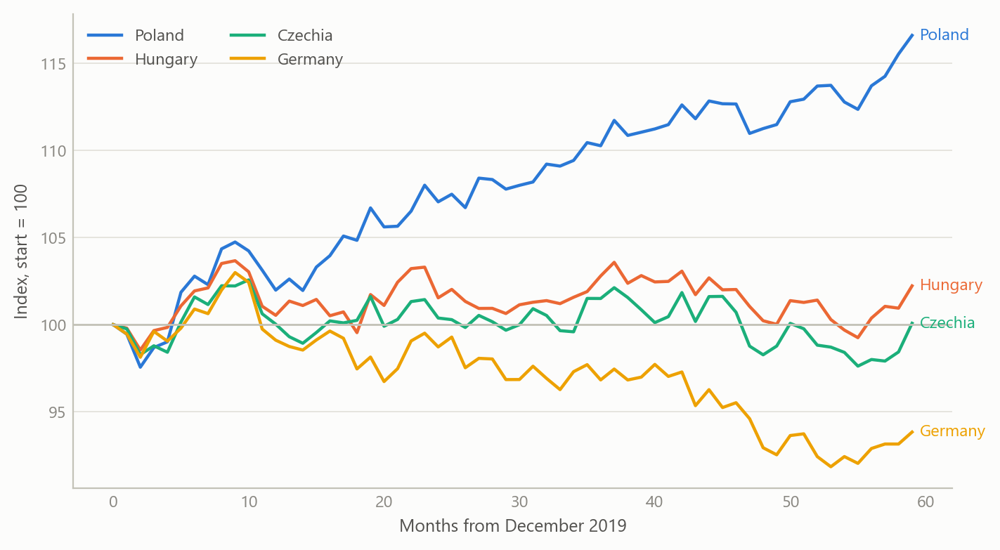 Poland
Hungary
Czechia
Germany
115
110
105
100
95
Index, start = 100
Poland
Hungary
Czechia
Germany
0 10 20 30 40 50 60
Months from December 2019